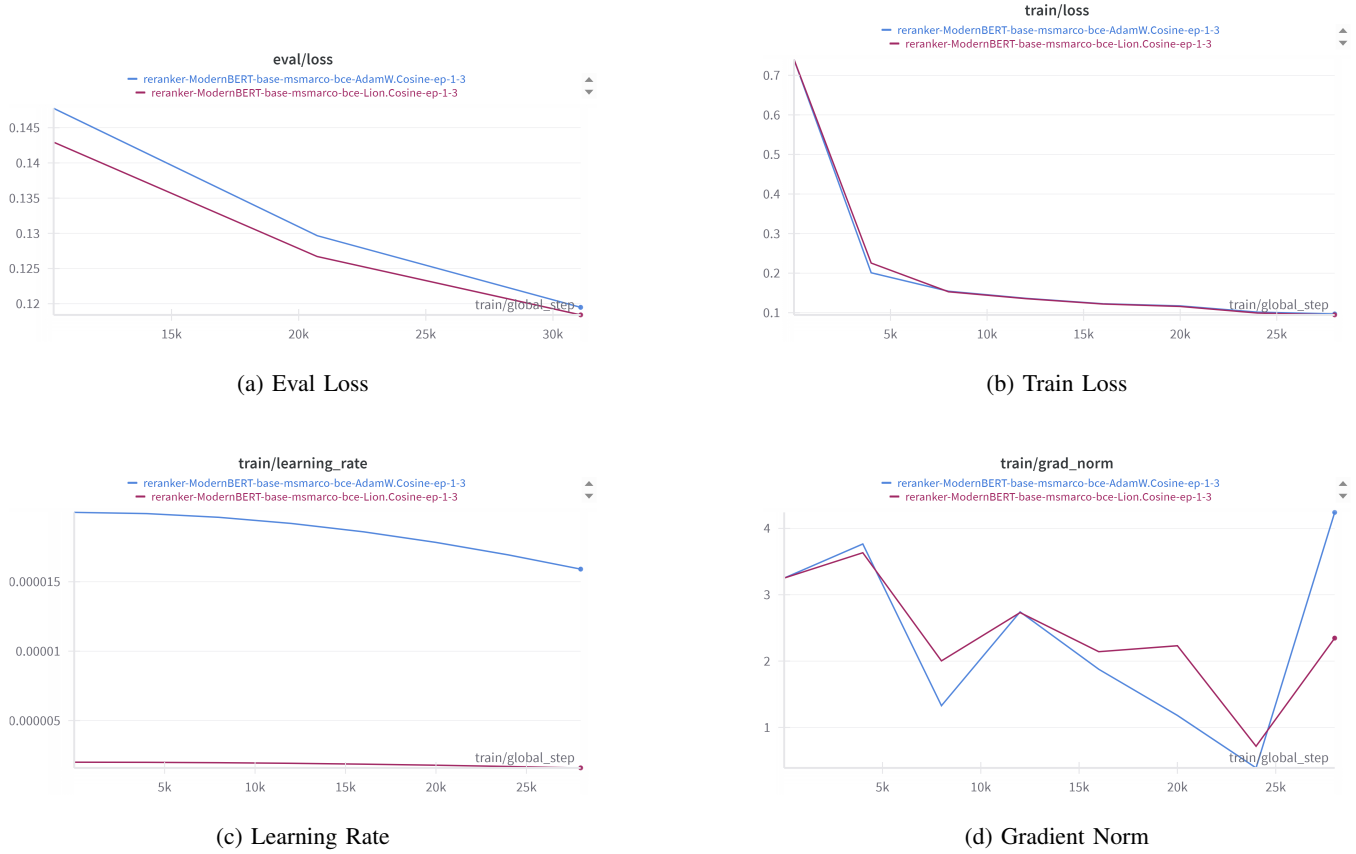 eval/loss
reranker-ModernBERT-base-msmarco-bce-AdamW.Cosine-ep-1-3
reranker-ModernBERT-base-msmarco-bce-Lion.Cosine-ep-1-3
0.145
0.14
0.135
0.13
0.125
0.12
train/global_step
15k 20k 25k 30k
(a) Eval Loss
train/loss
reranker-ModernBERT-base-msmarco-bce-AdamW.Cosine-ep-1-3
reranker-ModernBERT-base-msmarco-bce-Lion.Cosine-ep-1-3
0.7
0.6
0.5
0.4
0.3
0.2
0.1
train/global_step
5k 10k 15k 20k 25k
(b) Train Loss
train/learning_rate
reranker-ModernBERT-base-msmarco-bce-AdamW.Cosine-ep-1-3
reranker-ModernBERT-base-msmarco-bce-Lion.Cosine-ep-1-3
0.000015
0.00001
0.000005
train/global_step
5k 10k 15k 20k 25k
(c) Learning Rate
train/grad_norm
reranker-ModernBERT-base-msmarco-bce-AdamW.Cosine-ep-1-3
reranker-ModernBERT-base-msmarco-bce-Lion.Cosine-ep-1-3
4
3
2
1
train/global_step
5k 10k 15k 20k 25k
(d) Gradient Norm